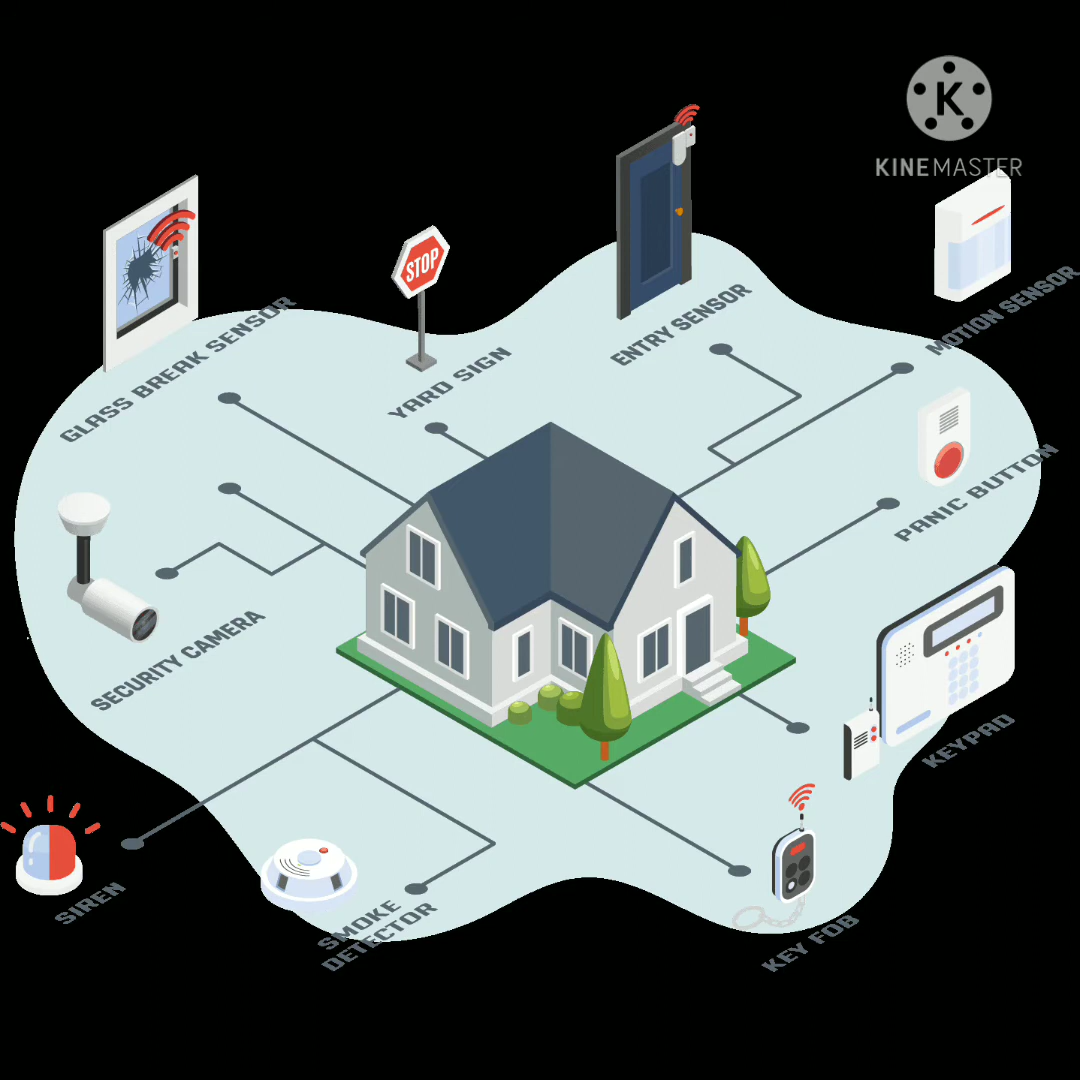 K
KINEMASTER
STOP
GLASS BREAK SENSOR
YARD SIGN
ENTRY SENSOR
MOTION SENSOR
PANIC BUTTON
SECURITY CAMERA
KEYPAD
SIREN
SMOKE
DETECTOR
KEY FOB